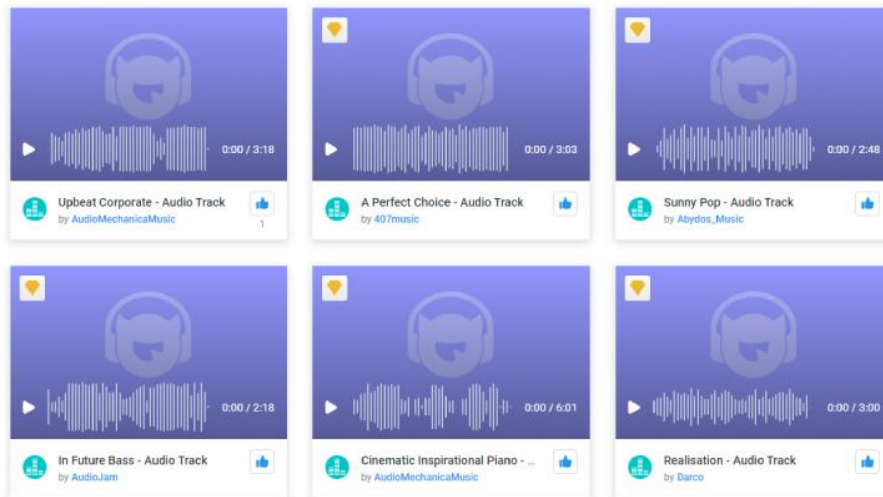 0:00 / 3:18
0:00 / 3:03
0:00 / 2:48
Upbeat Corporate - Audio Track
by AudioMechanicaMusic
1
A Perfect Choice - Audio Track
by 407music
Sunny Pop - Audio Track
by Abydos_Music
0:00 / 2:18
0:00 / 6:01
0:00 / 3:00
In Future Bass - Audio Track
by AudioJam
Cinematic Inspirational Piano - ...
by AudioMechanicaMusic
Realisation - Audio Track
by Darco